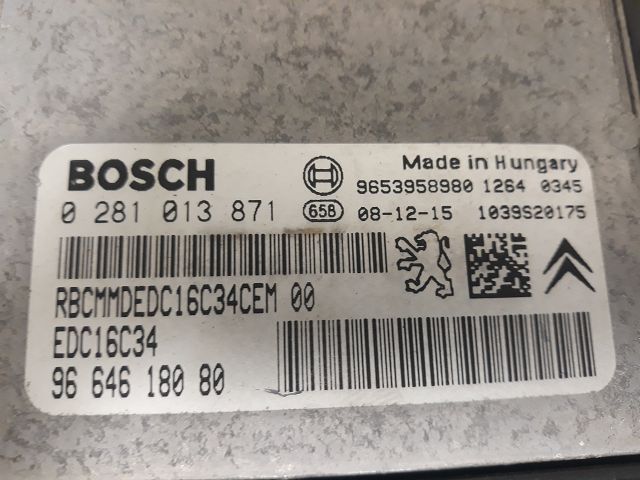 BOSCH
Made in Hungary
9653958980 1264 0345
0 281 013 871
65B 08-12-15 1039S20175
RBCMMDEDC16C34CEM 00
EDC16C34
96 646 180 80